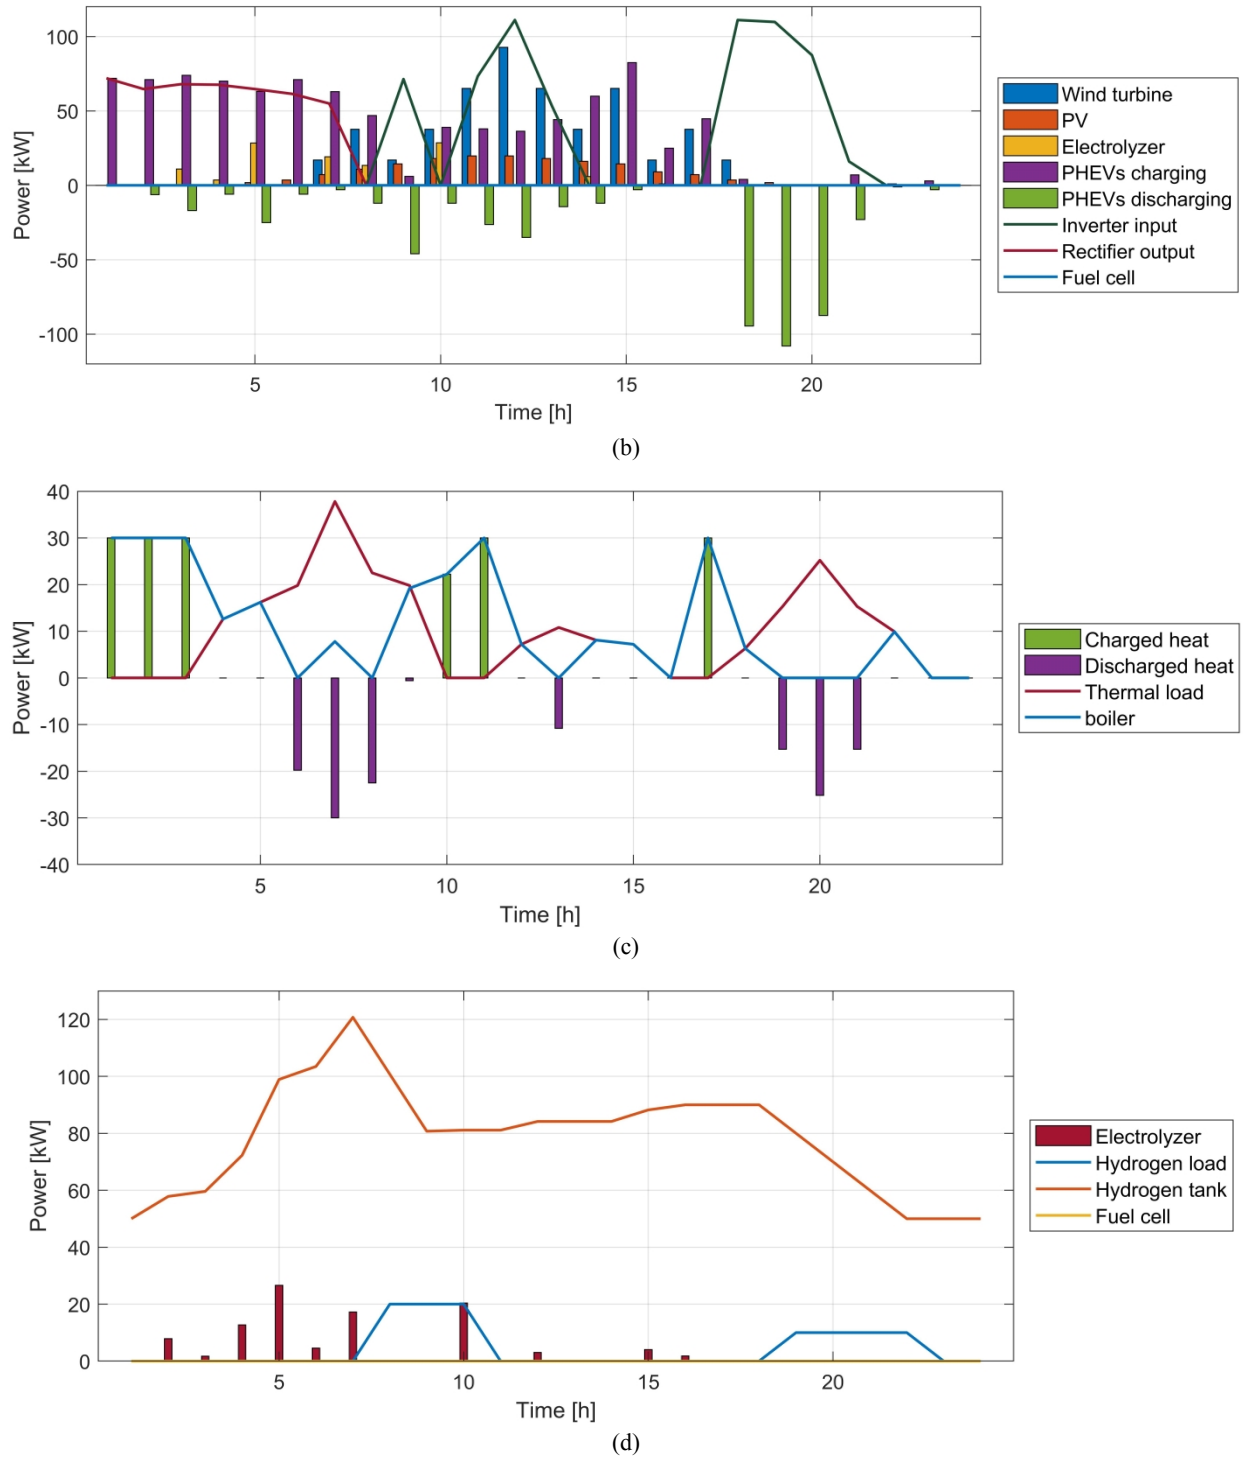 100
50
0
-50
-100
Power [kW]
5
10
15
20
Time [h]
Wind turbine
PV
Electrolyzer
PHEVs charging
PHEVs discharging
Inverter input
Rectifier output
Fuel cell
(b)
40
30
20
10
0
-10
-20
-30
-40
Power [kW]
5
10
15
20
Time [h]
Charged heat
Discharged heat
Thermal load
boiler
(c)
120
100
80
60
40
20
0
Power [kW]
5
10
15
20
Time [h]
Electrolyzer
Hydrogen load
Hydrogen tank
Fuel cell
(d)